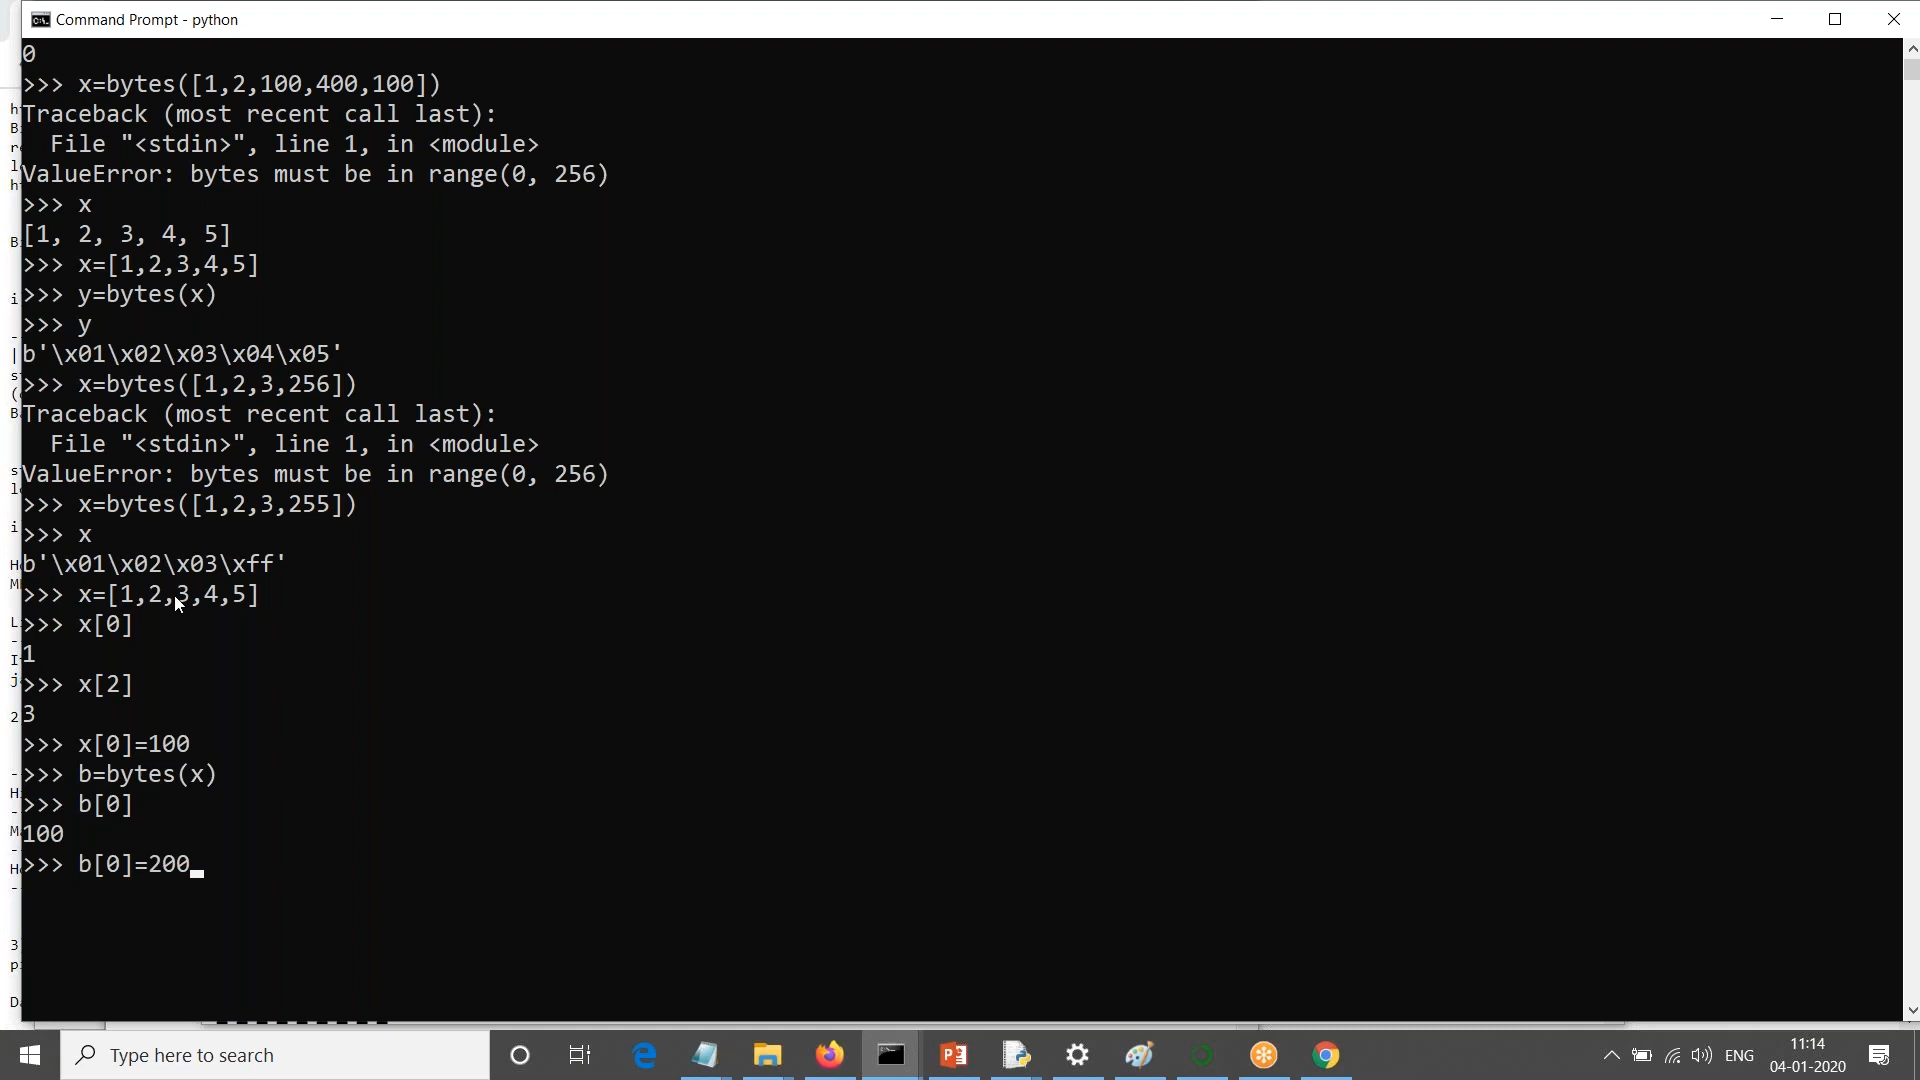 Command Prompt - python
0
>>> x=bytes([1,2,100,400,100])
Traceback (most recent call last):
  File "<stdin>", line 1, in <module>
ValueError: bytes must be in range(0, 256)
>>> x
[1, 2, 3, 4, 5]
>>> x=[1,2,3,4,5]
>>> y=bytes(x)
>>> y
b'\x01\x02\x03\x04\x05'
>>> x=bytes([1,2,3,256])
Traceback (most recent call last):
  File "<stdin>", line 1, in <module>
ValueError: bytes must be in range(0, 256)
>>> x=bytes([1,2,3,255])
>>> x
b'\x01\x02\x03\xff'
>>> x=[1,2,3,4,5]
>>> x[0]
1
>>> x[2]
3
>>> x[0]=100
>>> b=bytes(x)
>>> b[0]
100
>>> b[0]=200
Type here to search
ENG
11:14
04-01-2020